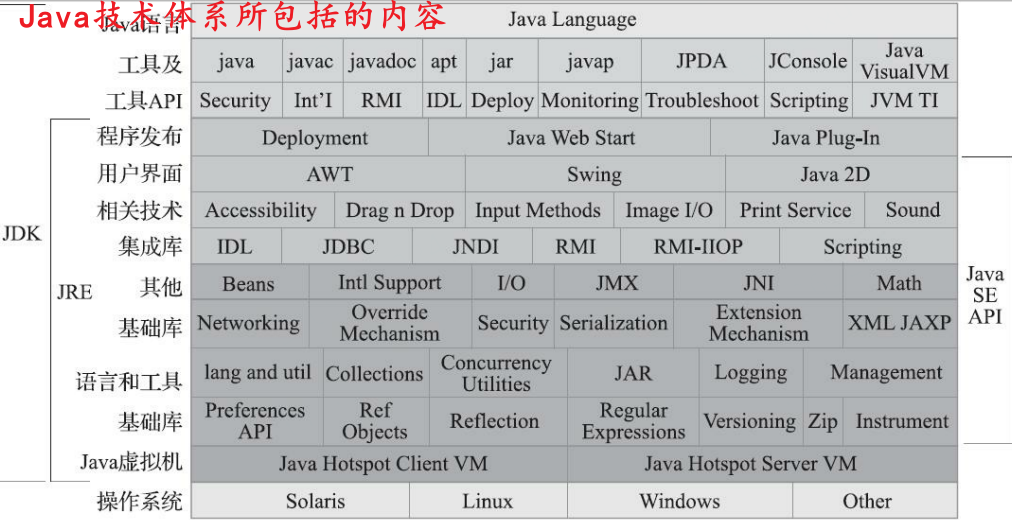 Java技术体系所包括的内容
Java语言 Java Language
工具及 java javac javadoc apt jar javap JPDA JConsole Java VisualVM
工具API Security Int'l RMI IDL Deploy Monitoring Troubleshoot Scripting JVM TI
程序发布 Deployment Java Web Start Java Plug-In
用户界面 AWT Swing Java 2D
相关技术 Accessibility Drag n Drop Input Methods Image I/O Print Service Sound
JDK
集成库 IDL JDBC JNDI RMI RMI-IIOP Scripting
JRE
其他 Beans Intl Support I/O JMX JNI Math
Java SE API
基础库 Networking Override Mechanism Security Serialization Extension Mechanism XML JAXP
语言和工具 lang and util Collections Concurrency Utilities JAR Logging Management
基础库 Preferences API Ref Objects Reflection Regular Expressions Versioning Zip Instrument
Java虚拟机 Java Hotspot Client VM Java Hotspot Server VM
操作系统 Solaris Linux Windows Other